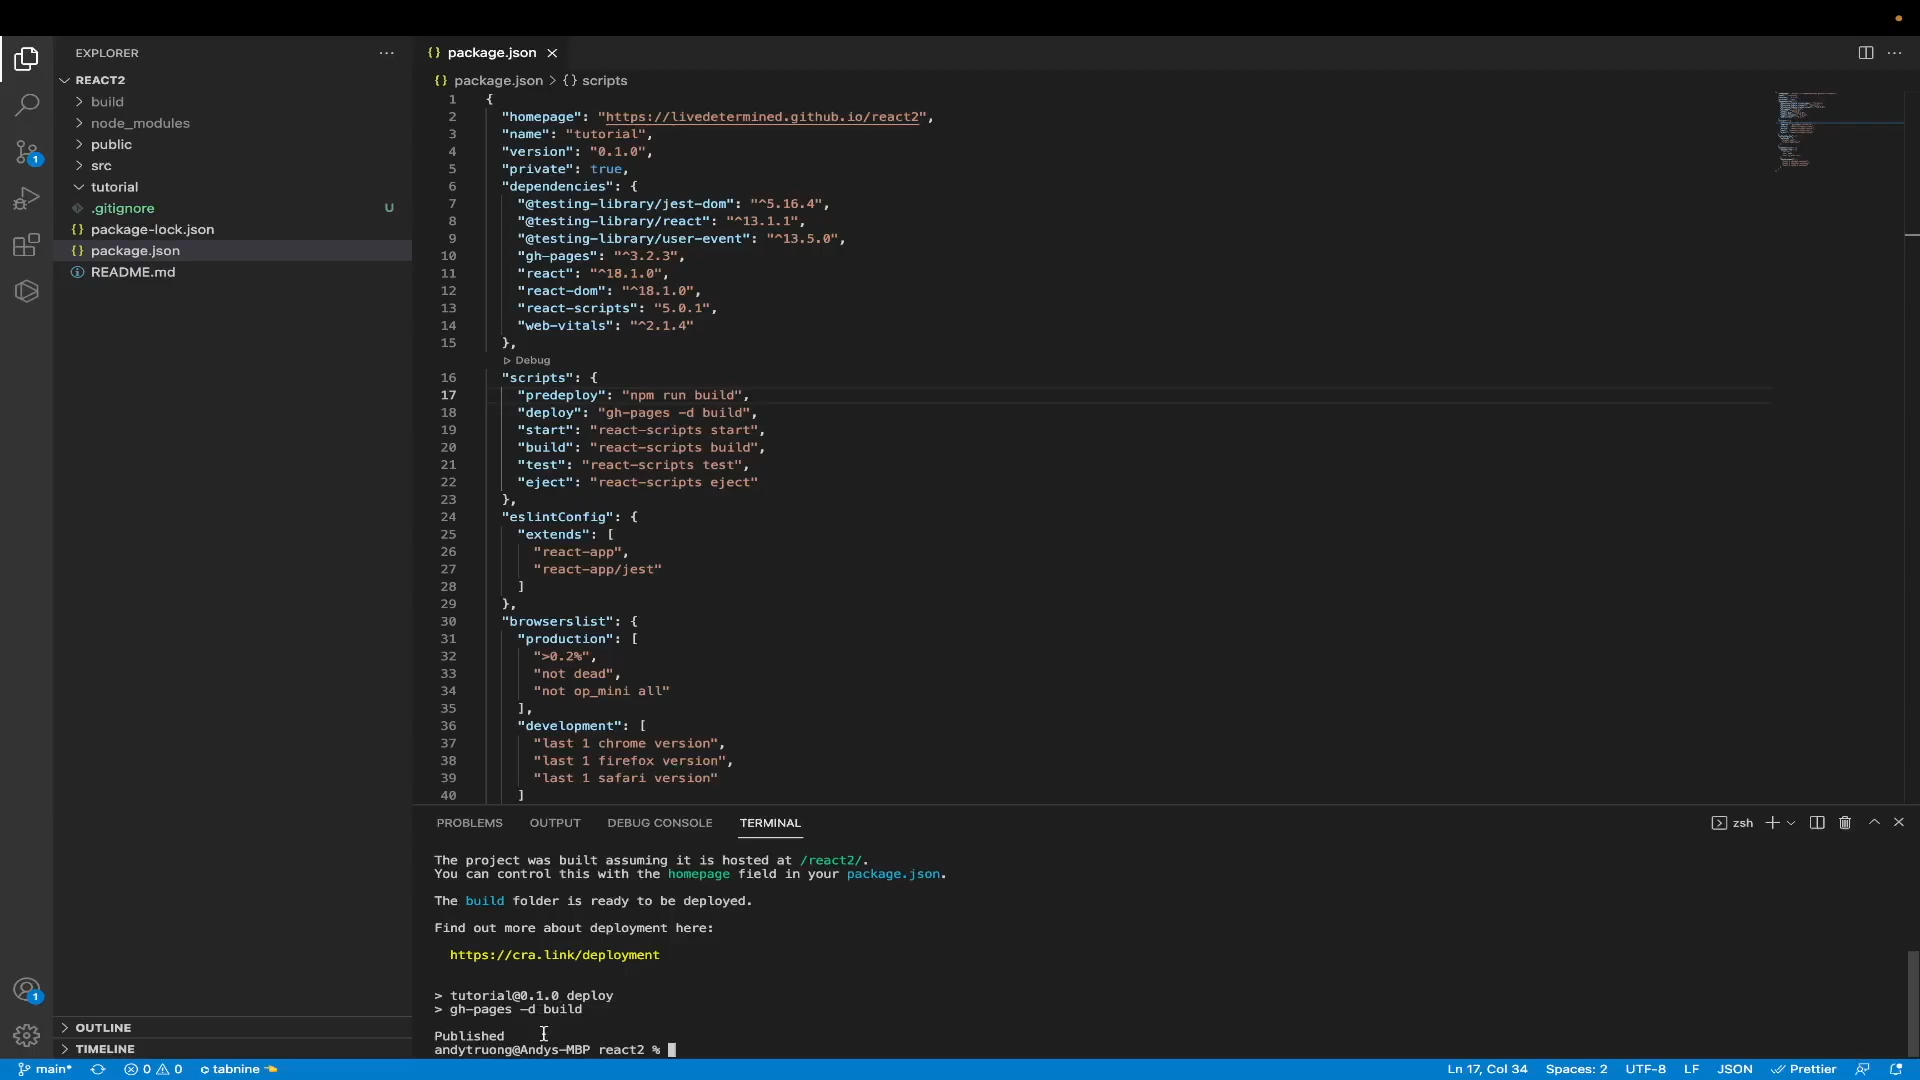 EXPLORER
REACT2
build
node_modules
public
src
tutorial
.gitignore U
package-lock.json
package.json
README.md
OUTLINE
TIMELINE
1
1
{} package.json
{} package.json > {} scripts
1 {
2 "homepage": "https://livedetermined.github.io/react2",
3 "name": "tutorial",
4 "version": "0.1.0",
5 "private": true,
6 "dependencies": {
7 "@testing-library/jest-dom": "^5.16.4",
8 "@testing-library/react": "^13.1.1",
9 "@testing-library/user-event": "^13.5.0",
10 "gh-pages": "^3.2.3",
11 "react": "^18.1.0",
12 "react-dom": "^18.1.0",
13 "react-scripts": "5.0.1",
14 "web-vitals": "^2.1.4"
15 },
Debug
16 "scripts": {
17 "predeploy": "npm run build",
18 "deploy": "gh-pages -d build",
19 "start": "react-scripts start",
20 "build": "react-scripts build",
21 "test": "react-scripts test",
22 "eject": "react-scripts eject"
23 },
24 "eslintConfig": {
25 "extends": [
26 "react-app",
27 "react-app/jest"
28 ]
29 },
30 "browserslist": {
31 "production": [
32 ">0.2%",
33 "not dead",
34 "not op_mini all"
35 ],
36 "development": [
37 "last 1 chrome version",
38 "last 1 firefox version",
39 "last 1 safari version"
40 ]
PROBLEMS OUTPUT DEBUG CONSOLE TERMINAL zsh
The project was built assuming it is hosted at /react2/.
You can control this with the homepage field in your package.json.
The build folder is ready to be deployed.
Find out more about deployment here:
https://cra.link/deployment
> tutorial@0.1.0 deploy
> gh-pages -d build
Published
andytruong@Andys-MBP react2 %
main* 0 0 tabnine Ln 17, Col 34 Spaces: 2 UTF-8 LF JSON Prettier